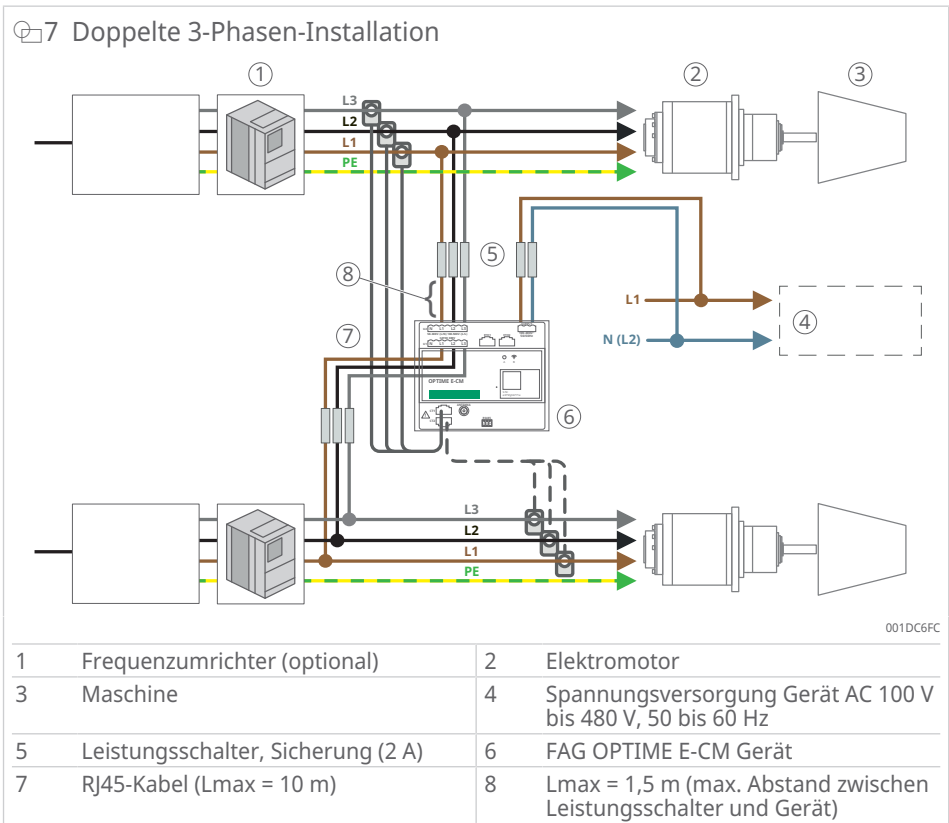 7 Doppelte 3-Phasen-Installation
1
2
3
L3
L2
L1
PE
5
8
L1
4
N (L2)
7
OPTIME E-CM
6
L3
L2
L1
PE
001DC6FC
1 Frequenzumrichter (optional)
2 Elektromotor
3 Maschine
4 Spannungsversorgung Gerät AC 100 V
bis 480 V, 50 bis 60 Hz
5 Leistungsschalter, Sicherung (2 A)
6 FAG OPTIME E-CM Gerät
7 RJ45-Kabel (Lmax = 10 m)
8 Lmax = 1,5 m (max. Abstand zwischen
Leistungsschalter und Gerät)